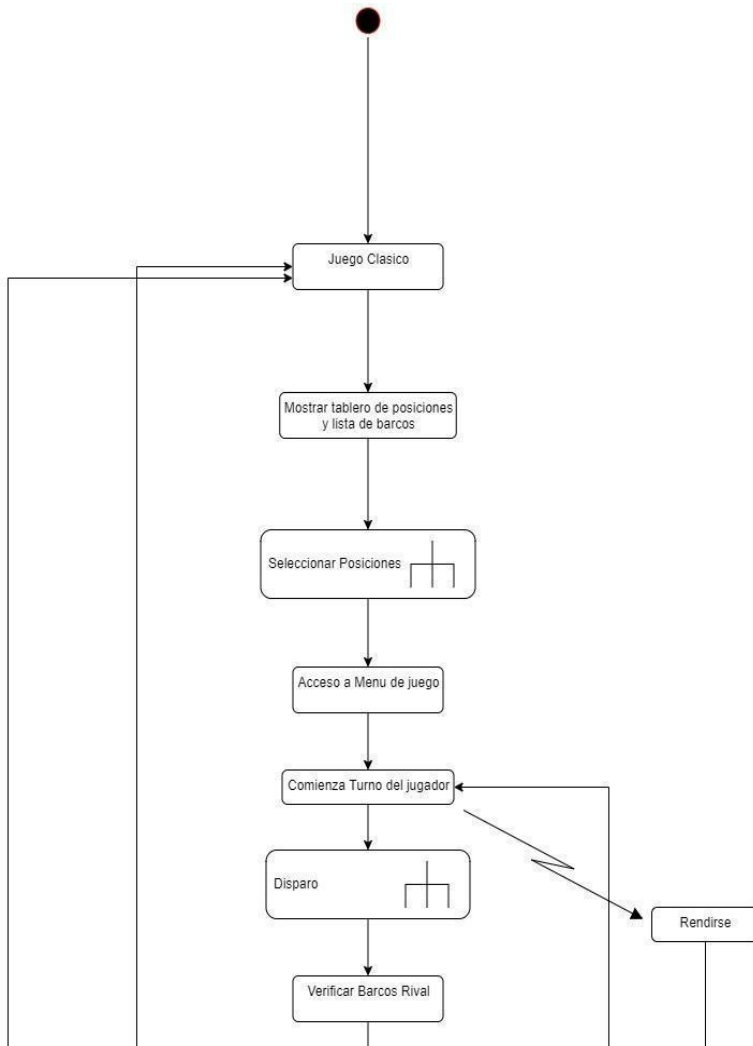 Juego Clasico
Mostrar tablero de posiciones
y lista de barcos
Seleccionar Posiciones
Acceso a Menu de juego
Comienza Turno del jugador
Disparo
Rendirse
Verificar Barcos Rival